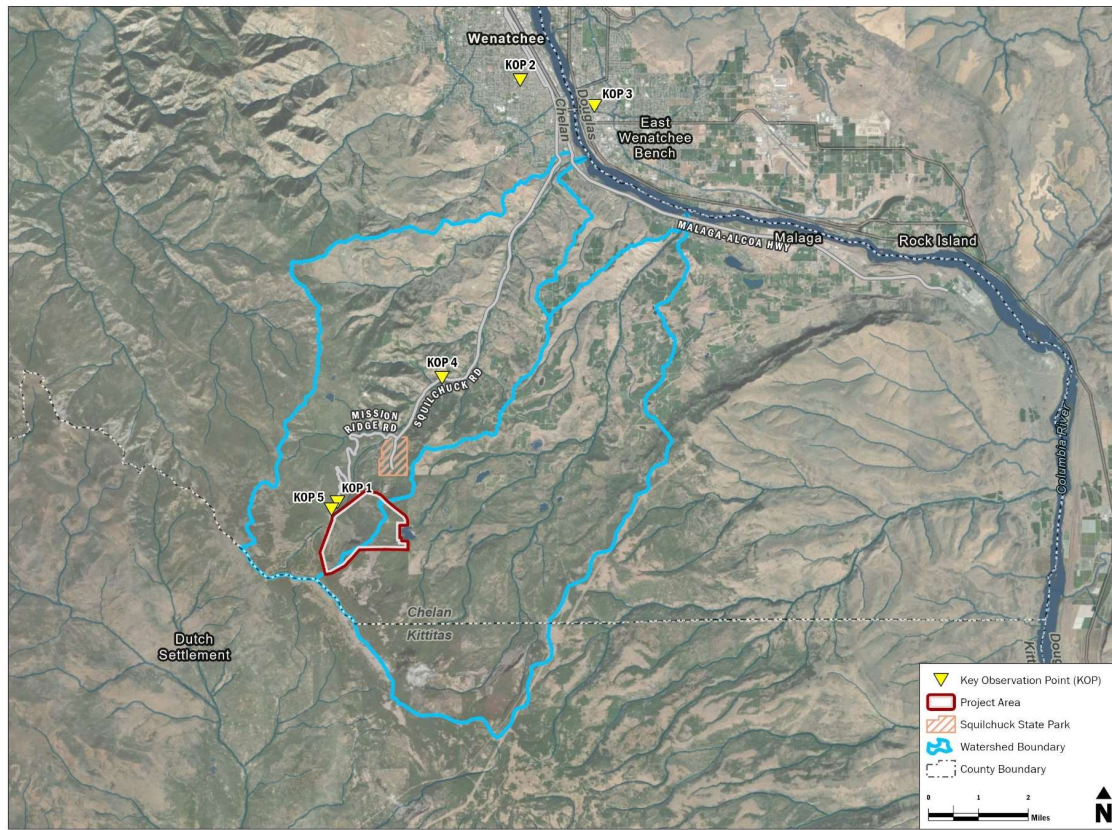 Wenatchee
KOP 2
KOP 3
Douglas
Chelan
East
Wenatchee
Bench
MALAGA-ALCOA HWY
Malaga
Rock Island
KOP 4
SQUILCHUCK RD
MISSION
RIDGE RD
Columbia River
KOP 5
KOP 1
Chelan
Kittitas
Dutch
Settlement
Doug
Kitti
Key Observation Point (KOP)
Project Area
Squilchuck State Park
Watershed Boundary
County Boundary
0 1 2
Miles
N